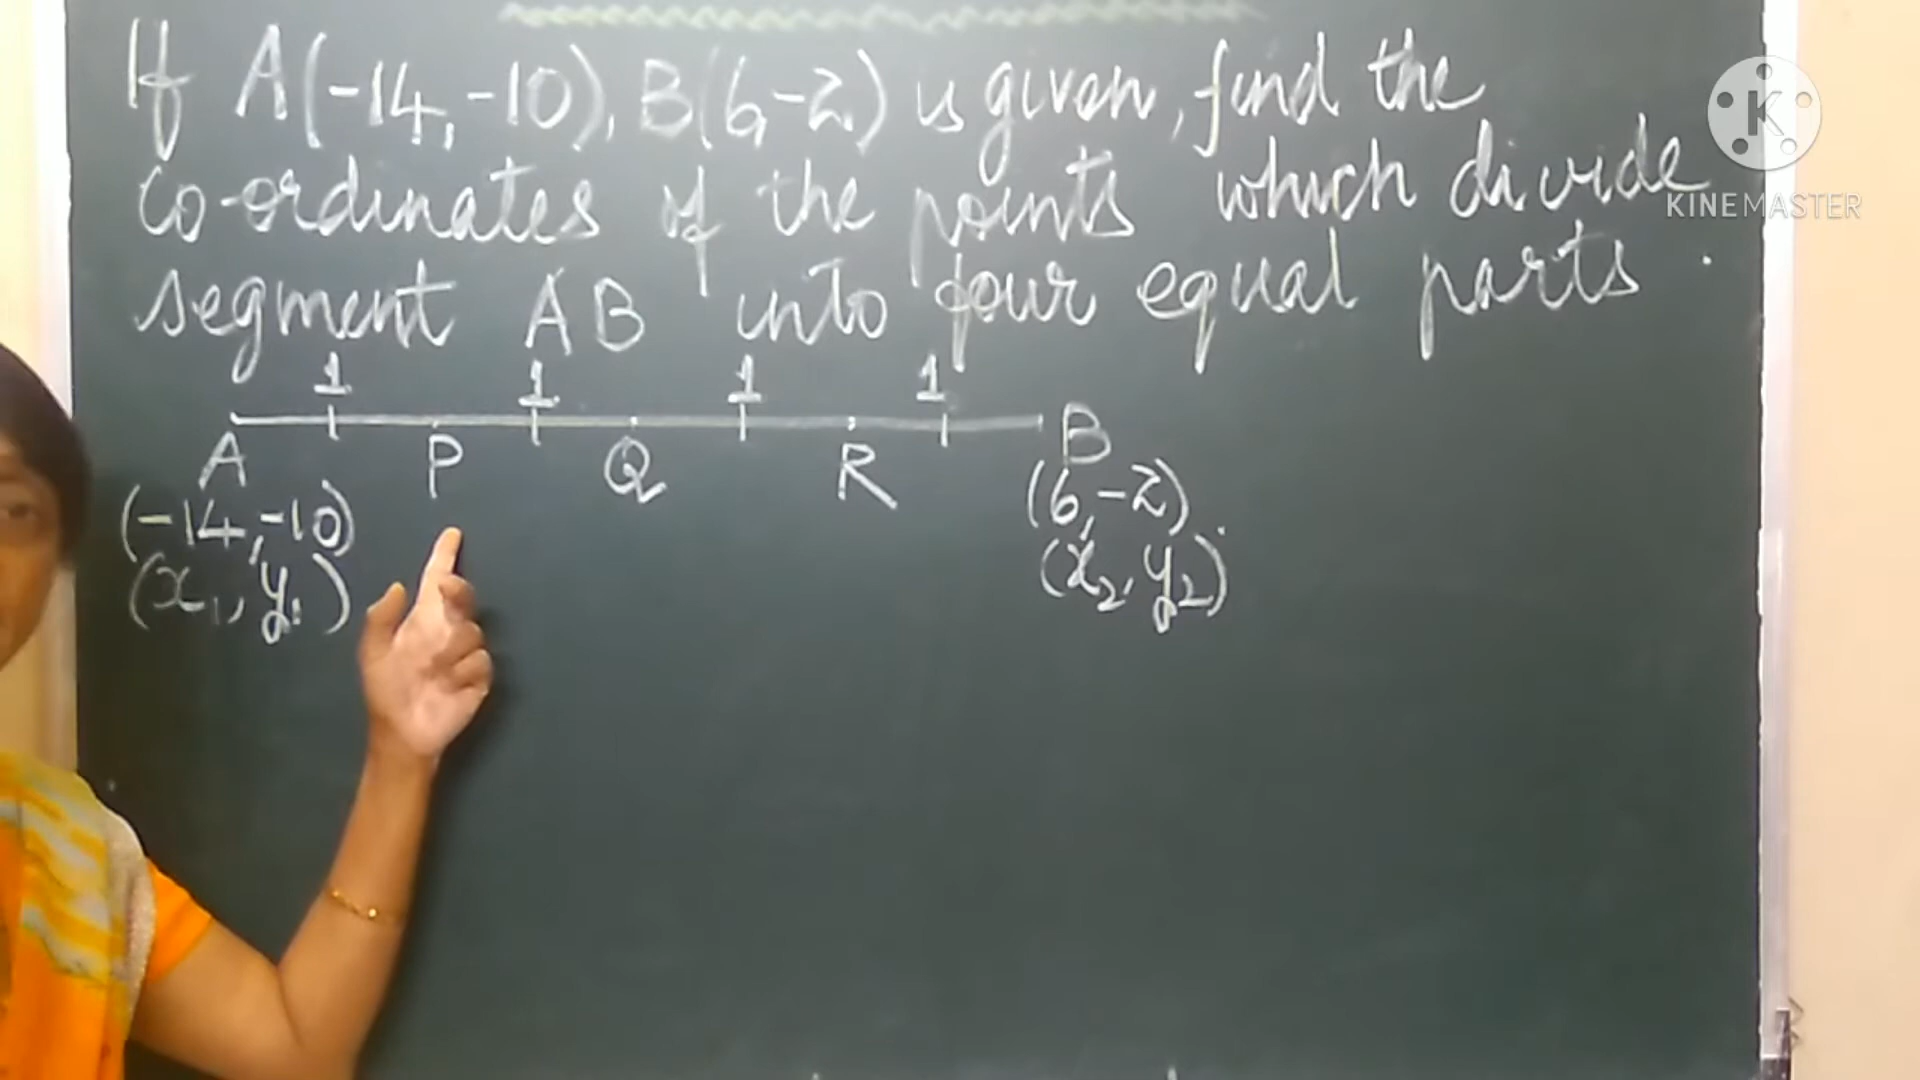 If A(-14,-10), B(6,-2) is given, find the
co-ordinates of the points which divide
segment AB into four equal parts.
1 1 1 1
A P Q R B
(-14,-10) (6,-2).
(x₁, y₁) (x₂, y₂)
K
KINEMASTER